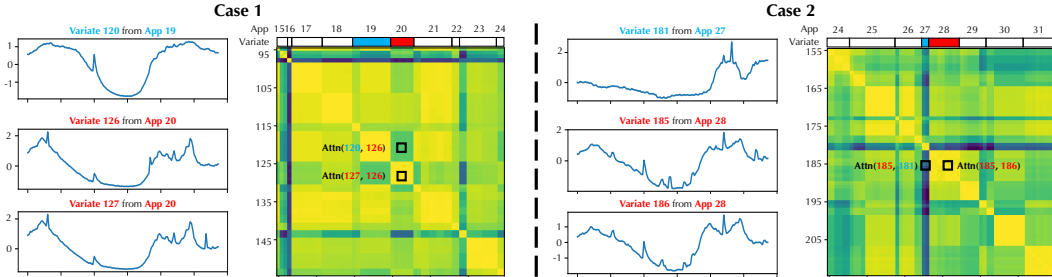 Case 1
Variate 120 from App 19
1
0
-1
Variate 126 from App 20
2
0
Variate 127 from App 20
2
0
App 15 16 17 18 19 20 21 22 23 24
Variate
95
105
115
125
135
145
Attn(120, 126)
Attn(127, 126)
Case 2
Variate 181 from App 27
2
0
Variate 185 from App 28
2
0
Variate 186 from App 28
2
0
App 24 25 26 27 28 29 30 31
Variate
155
165
175
185
195
205
Attn(185, 181)
Attn(185, 186)